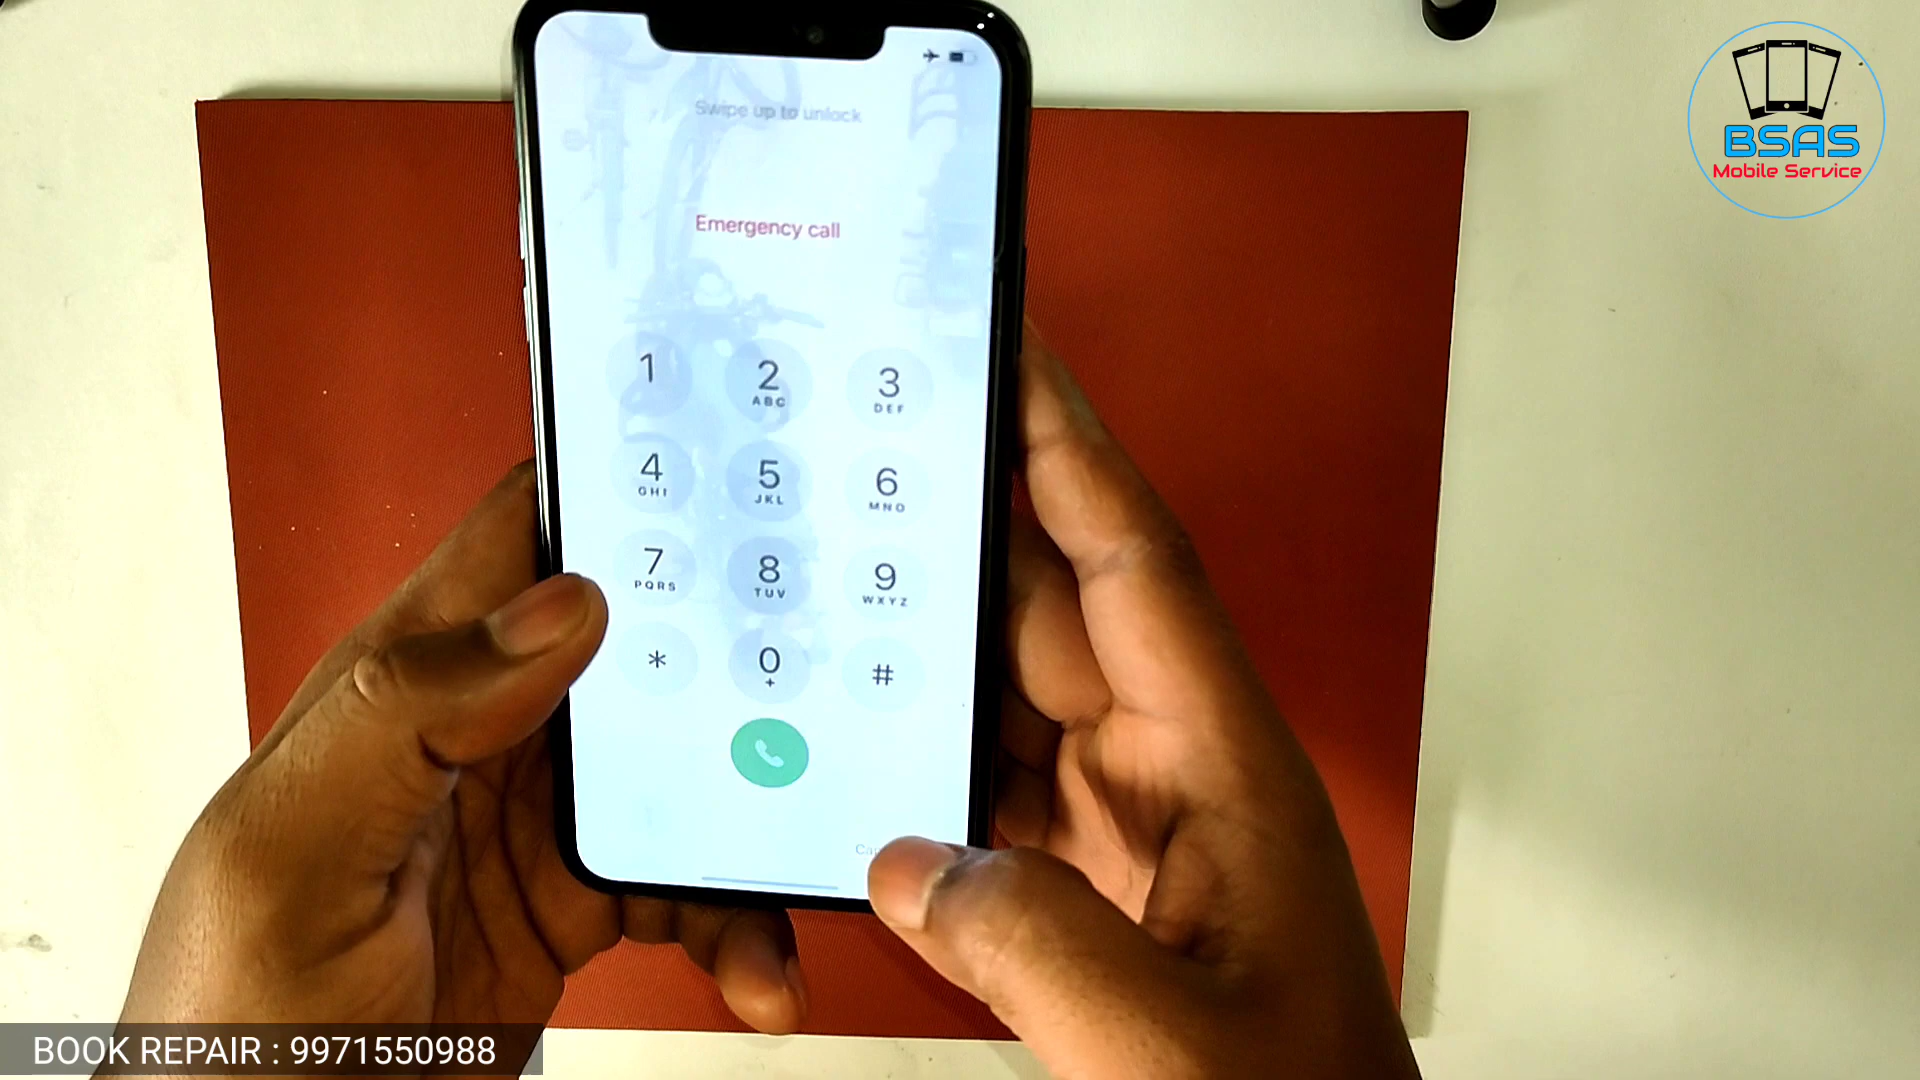 Swipe up to unlock
Emergency call
1
2
ABC
3
DEF
4
GHI
5
JKL
6
MNO
7
PQRS
8
TUV
9
WXYZ
*
0
+
#
BSAS
Mobile Service
BOOK REPAIR : 9971550988